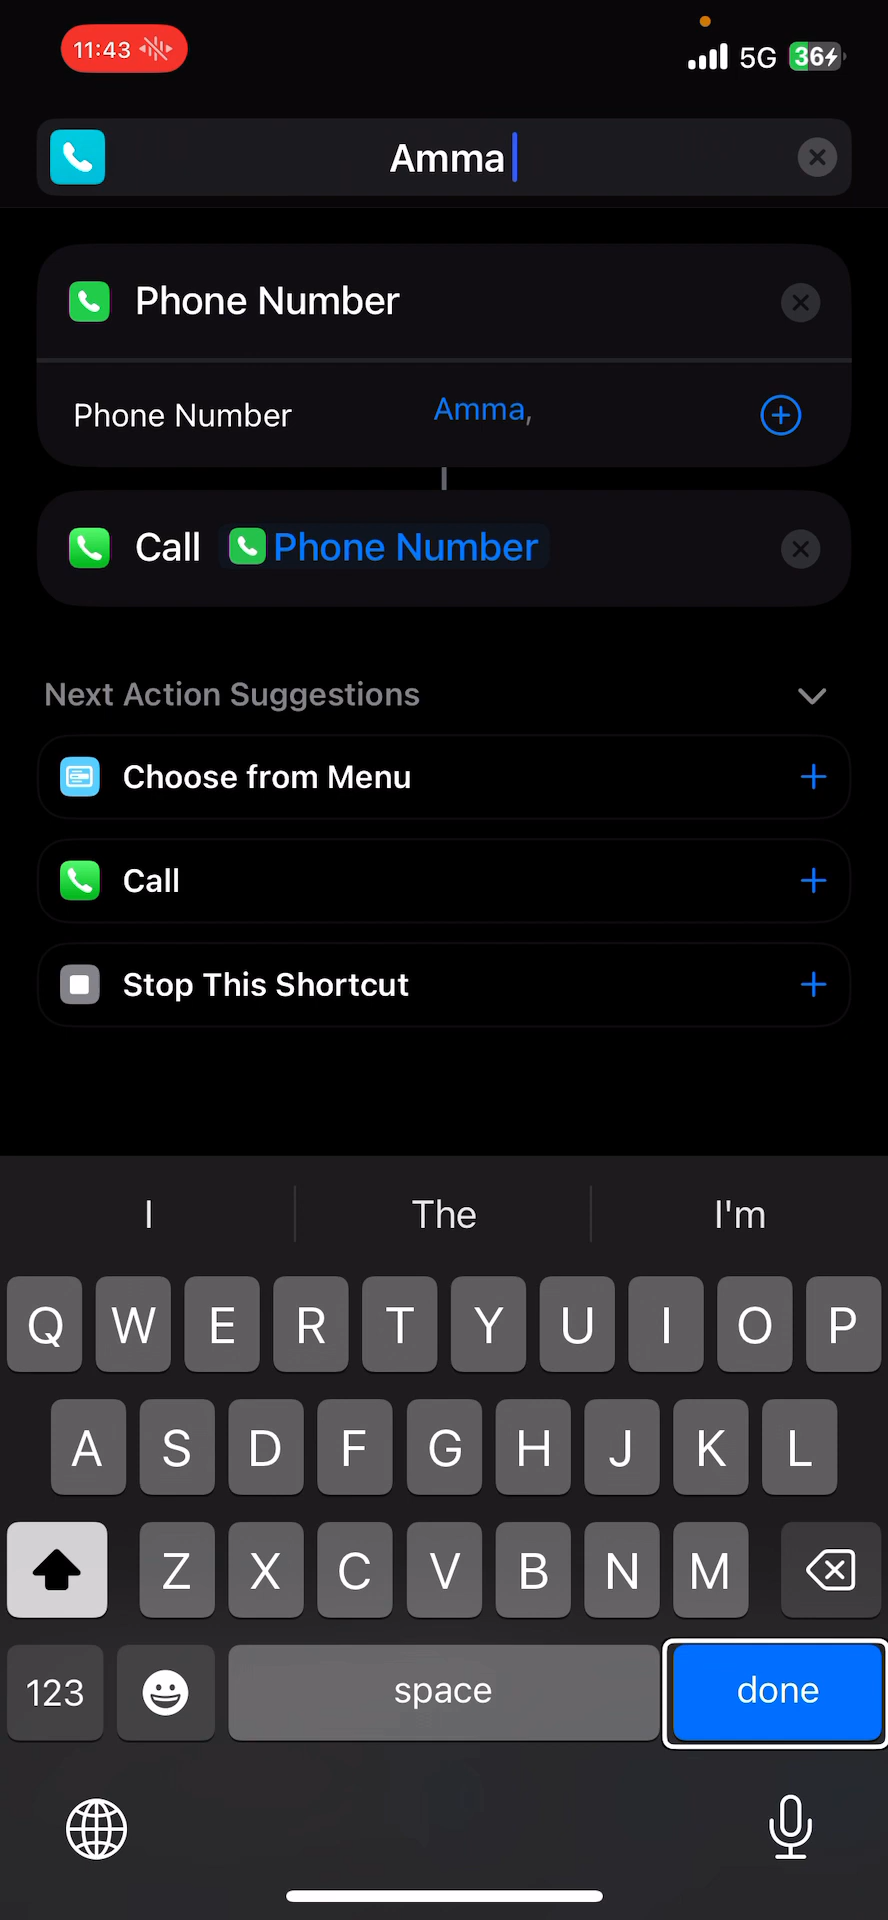 11:43 5G 36
Amma
Phone Number
Phone Number Amma,
Call Phone Number
Next Action Suggestions
Choose from Menu
Call
Stop This Shortcut
I The I'm
Q W E R T Y U I O P
A S D F G H J K L
Z X C V B N M
123 space done